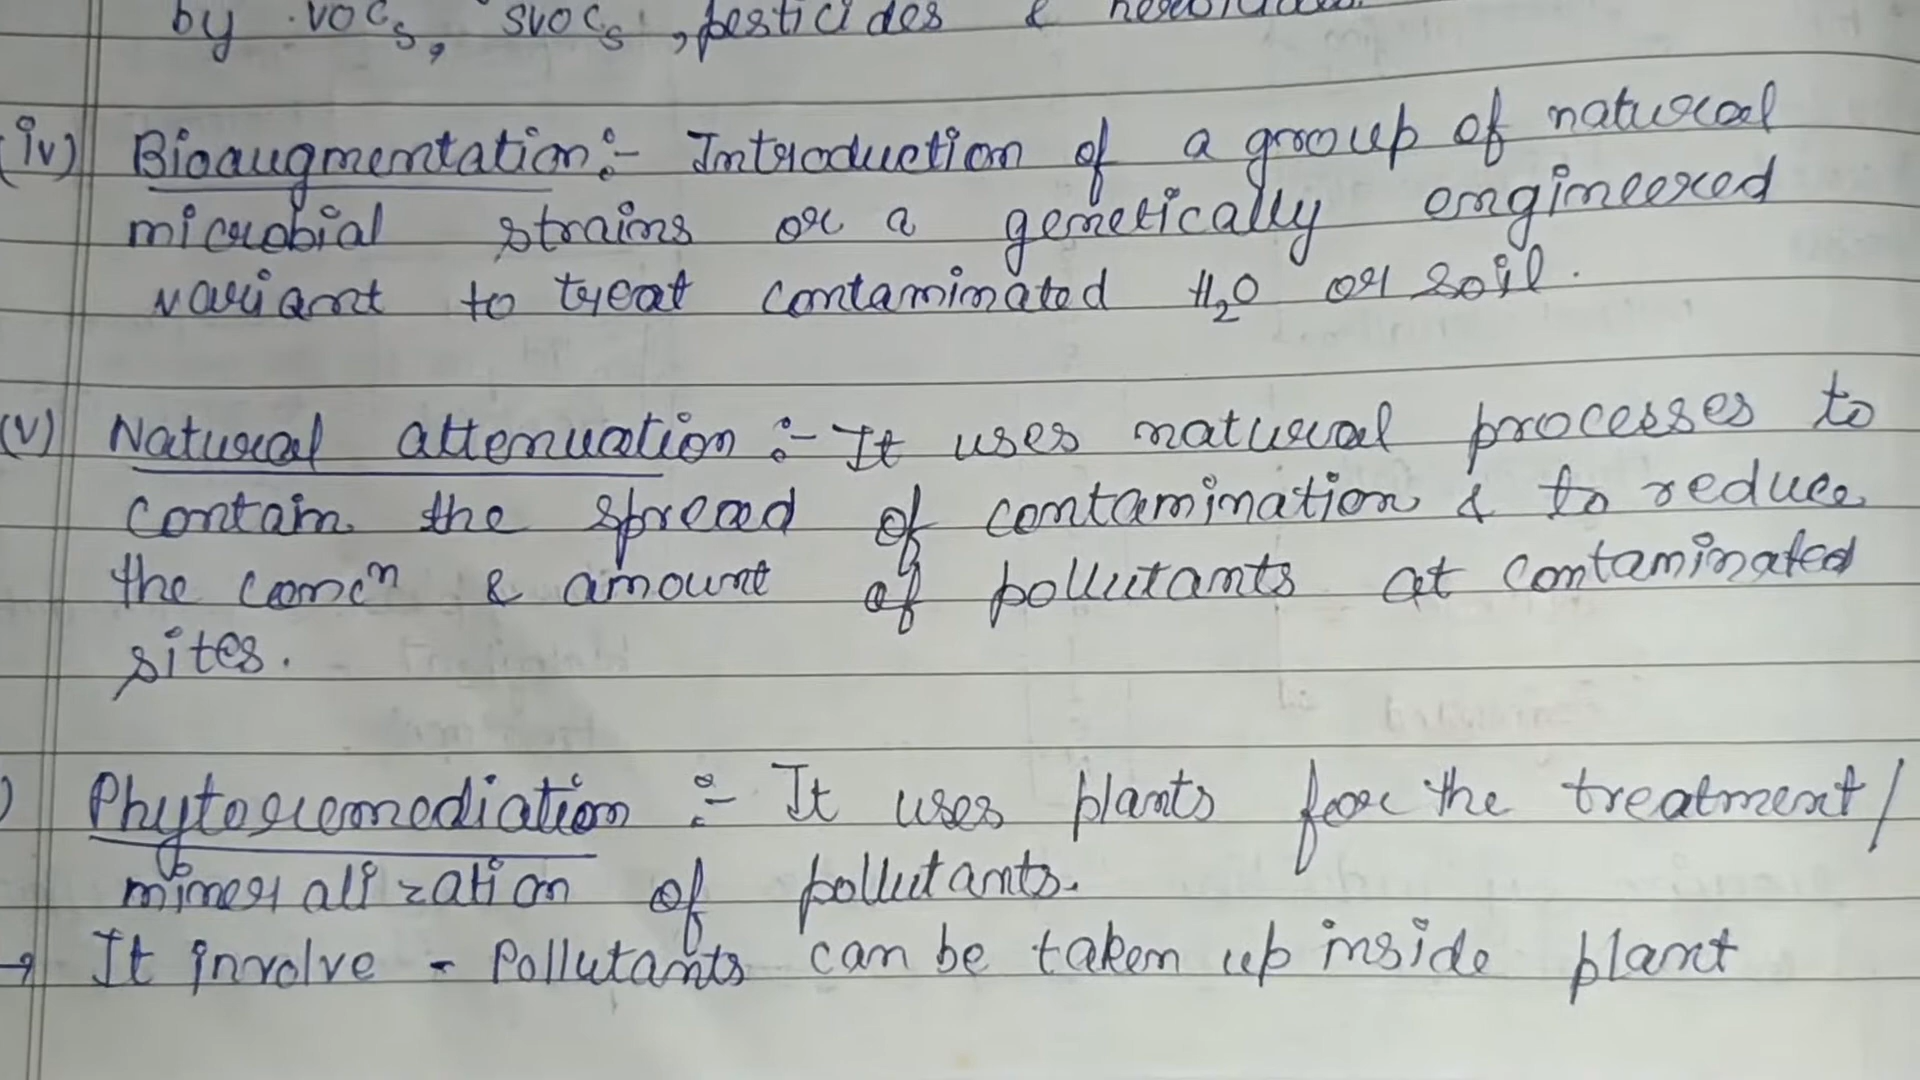 by VOCs, SVOCs, pesticides &
(iv) Bioaugmentation:- Introduction of a group of natural
microbial strains or a genetically engineered
variant to treat contaminated H₂O or soil.
(v) Natural attenuation :- It uses natural processes to
contain the spread of contamination & to reduce
the concⁿ & amount of pollutants at contaminated
sites.
) Phytoremediation :- It uses plants for the treatment/
mineralization of pollutants.
→ It involve - Pollutants can be taken up inside plant